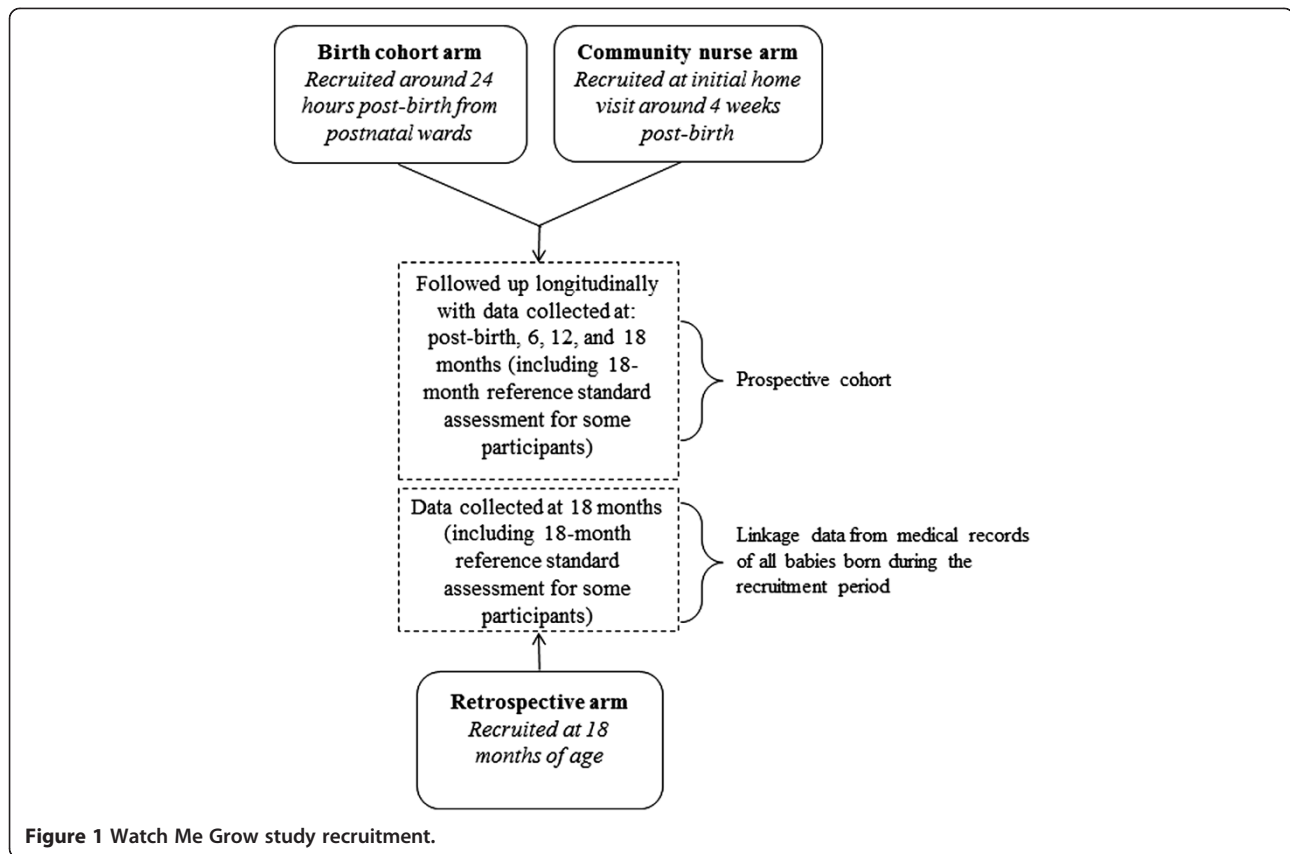 Birth cohort arm
Recruited around 24
hours post-birth from
postnatal wards
Community nurse arm
Recruited at initial home
visit around 4 weeks
post-birth
Followed up longitudinally
with data collected at:
post-birth, 6, 12, and 18
months (including 18-
month reference standard
assessment for some
participants)
Prospective cohort
Data collected at 18 months
(including 18-month
reference standard
assessment for some
participants)
Linkage data from medical records
of all babies born during the
recruitment period
Retrospective arm
Recruited at 18
months of age
Figure 1 Watch Me Grow study recruitment.